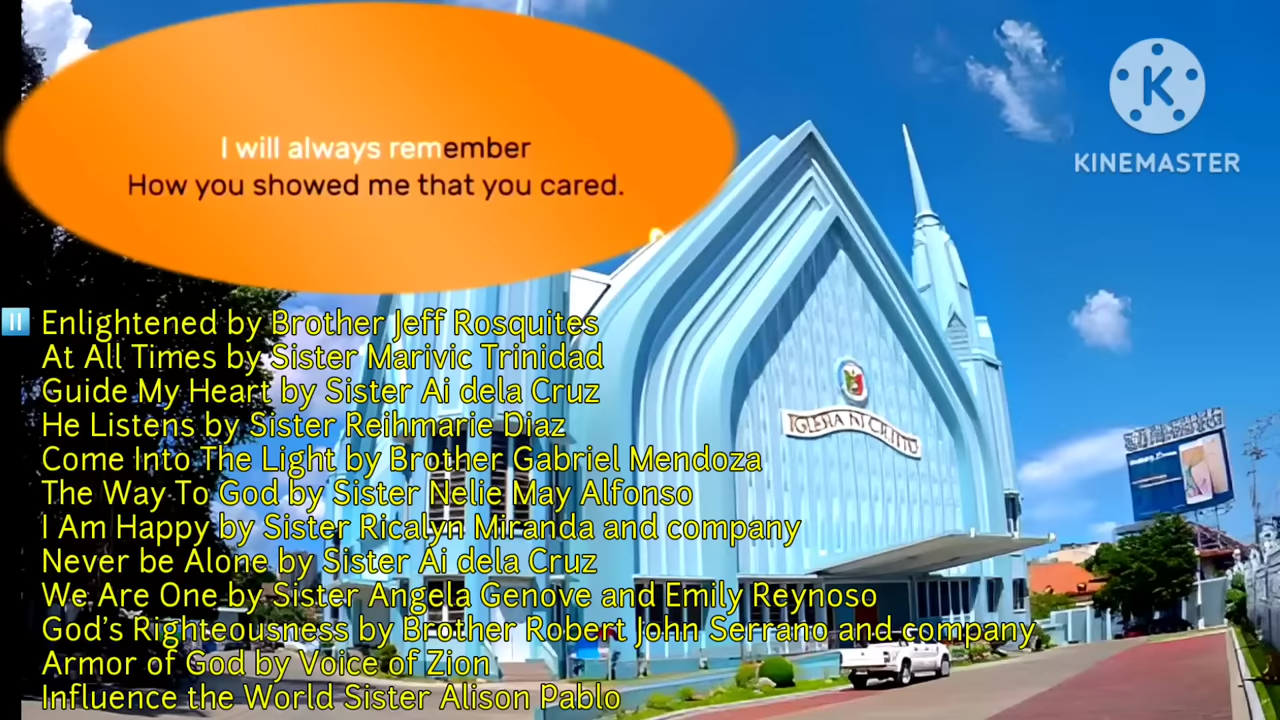 I will always remember
How you showed me that you cared.
K
KINEMASTER
IGLESIA NI CRISTO
Enlightened by Brother Jeff Rosquites
At All Times by Sister Marivic Trinidad
Guide My Heart by Sister Ai dela Cruz
He Listens by Sister Reihmarie Diaz
Come Into The Light by Brother Gabriel Mendoza
The Way To God by Sister Nelie May Alfonso
I Am Happy by Sister Ricalyn Miranda and company
Never be Alone by Sister Ai dela Cruz
We Are One by Sister Angela Genove and Emily Reynoso
God's Righteousness by Brother Robert John Serrano and company
Armor of God by Voice of Zion
Influence the World Sister Alison Pablo